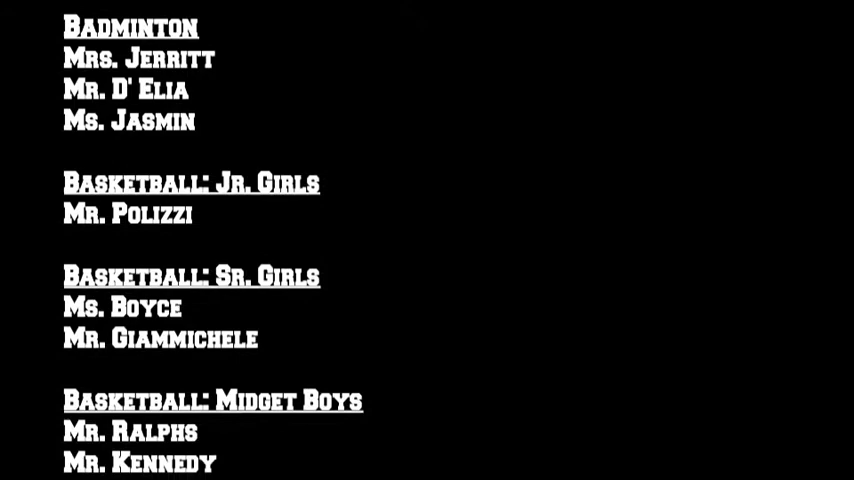 Badminton
Mrs. Jerritt
Mr. D' Elia
Ms. Jasmin
Basketball: Jr. Girls
Mr. Polizzi
Basketball: Sr. Girls
Ms. Boyce
Mr. Giammichele
Basketball: Midget Boys
Mr. Ralphs
Mr. Kennedy